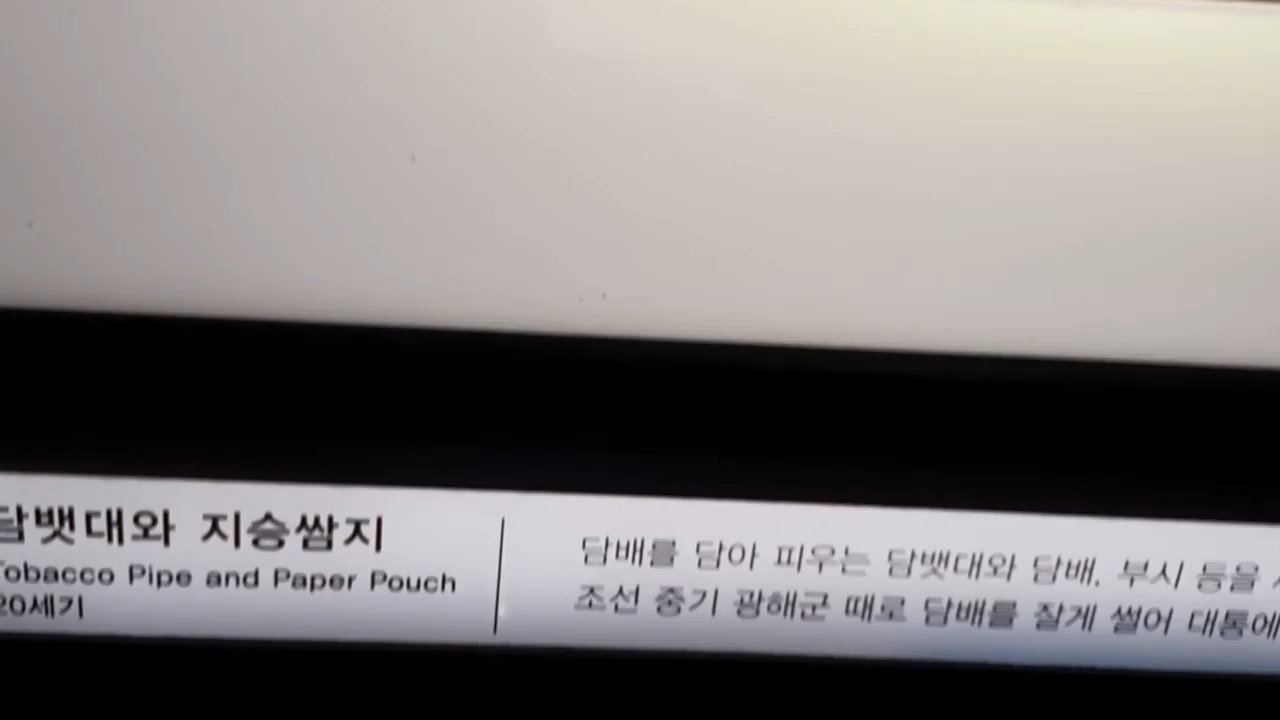 담뱃대와 지승쌈지
Tobacco Pipe and Paper Pouch
20세기
담배를 담아 피우는 담뱃대와 담배, 부시 등을
조선 중기 광해군 때로 담배를 잘게 썰어 대통에